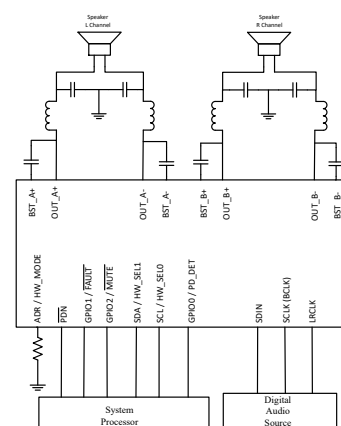 Speaker
L Channel
Speaker
R Channel
BST_A+
OUT_A+
OUT_A-
BST_A-
BST_B+
OUT_B+
OUT_B-
BST_B-
ADR / HW_MODE
PDN
GPIO1 / FAULT
GPIO2 / MUTE
SDA / HW_SEL1
SCL / HW_SEL0
GPIO0 / PD_DET
SDIN
SCLK (BCLK)
LRCLK
System
Processor
Digital
Audio
Source